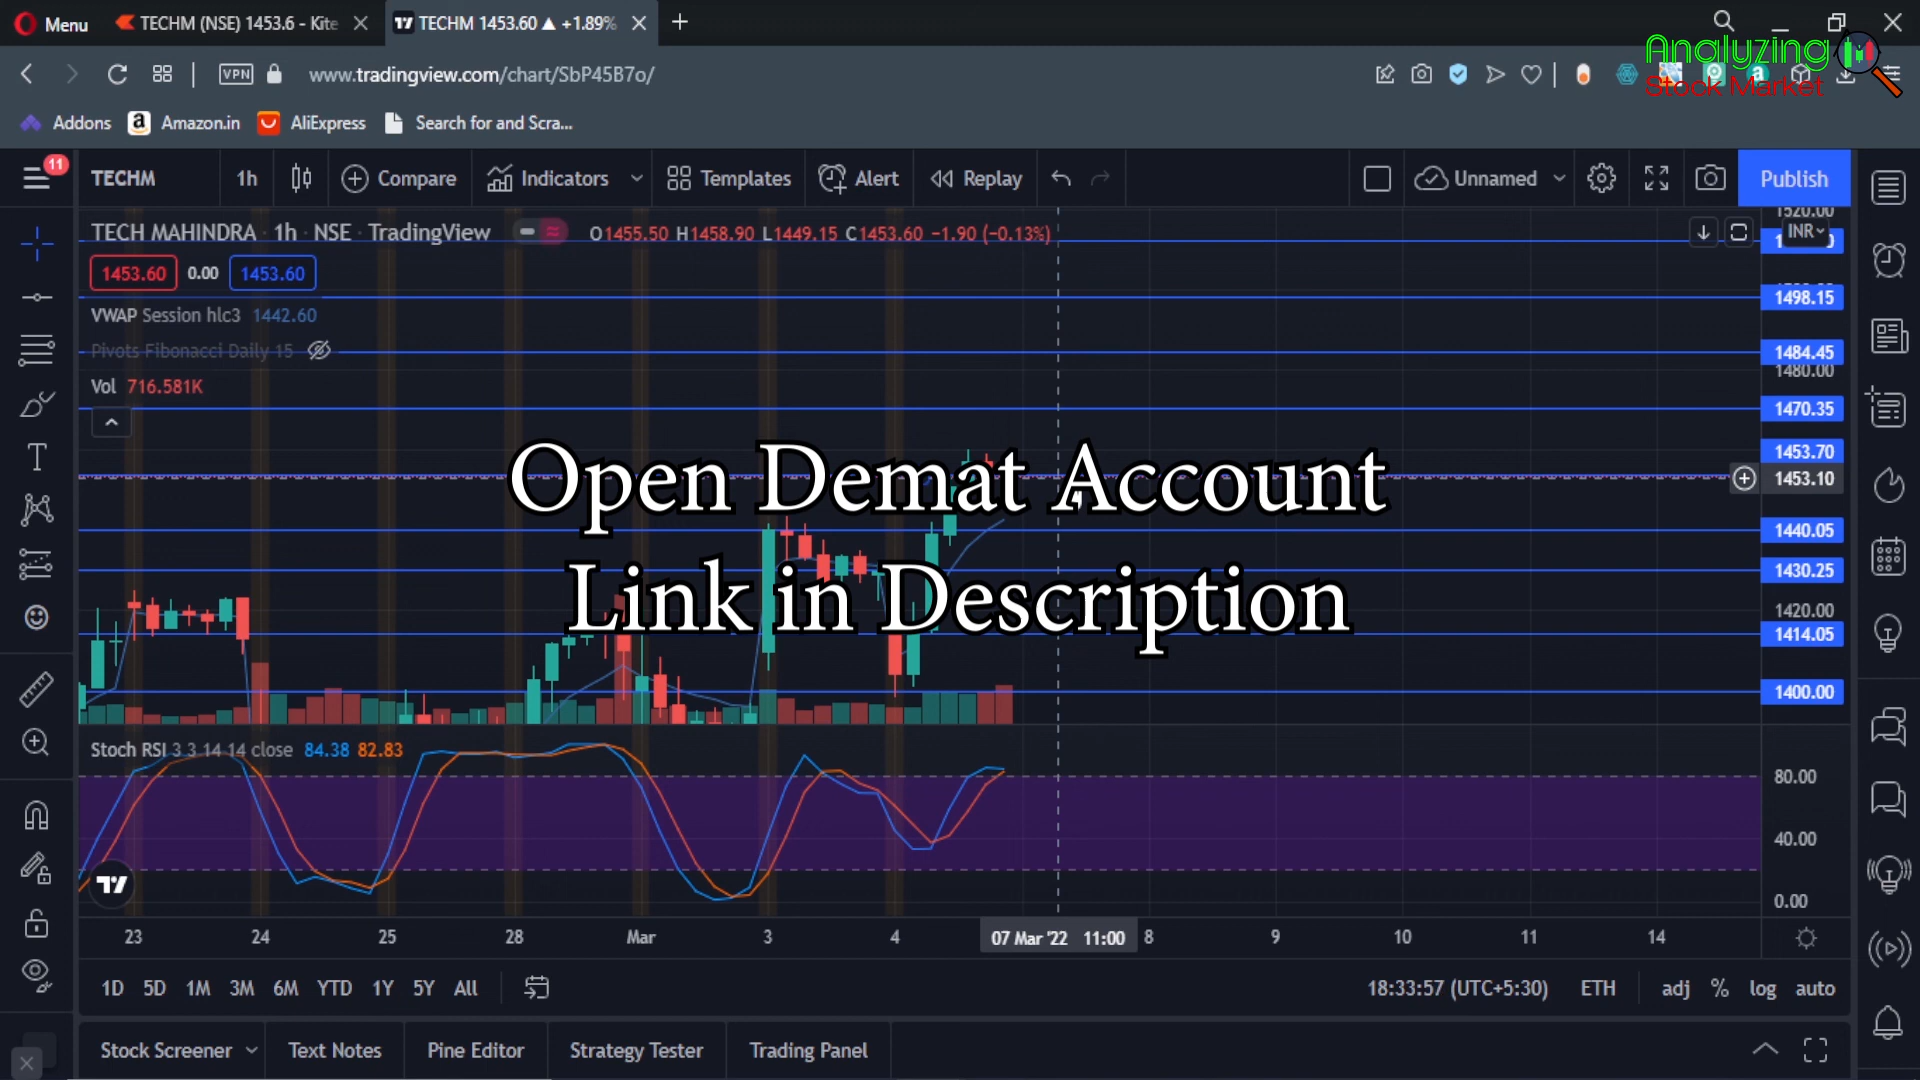 Menu
TECHM (NSE) 1453.6 - Kite
TECHM 1453.60 ▲ +1.89%
Analyzing
Stock Market
VPN
www.tradingview.com/chart/SbP45B7o/
Addons
Amazon.in
AliExpress
Search for and Scra...
11
TECHM
1h
Compare
Indicators
Templates
Alert
Replay
Unnamed
Publish
TECH MAHINDRA · 1h · NSE · TradingView
O1455.50 H1458.90 L1449.15 C1453.60 −1.90 (−0.13%)
1453.60 0.00 1453.60
VWAP Session hlc3 1442.60
Pivots Fibonacci Daily 15
Vol 716.581K
1520.00
INR
1498.15
1484.45
1480.00
1470.35
1453.70
1453.10
1440.05
1430.25
1420.00
1414.05
1400.00
Open Demat Account
Link in Description
Stoch RSI 3 3 14 14 close 84.38 82.83
80.00
40.00
0.00
23 24 25 28 Mar 3 4 07 Mar '22 11:00 8 9 10 11 14
1D 5D 1M 3M 6M YTD 1Y 5Y All
18:33:57 (UTC+5:30) ETH adj % log auto
Stock Screener
Text Notes
Pine Editor
Strategy Tester
Trading Panel